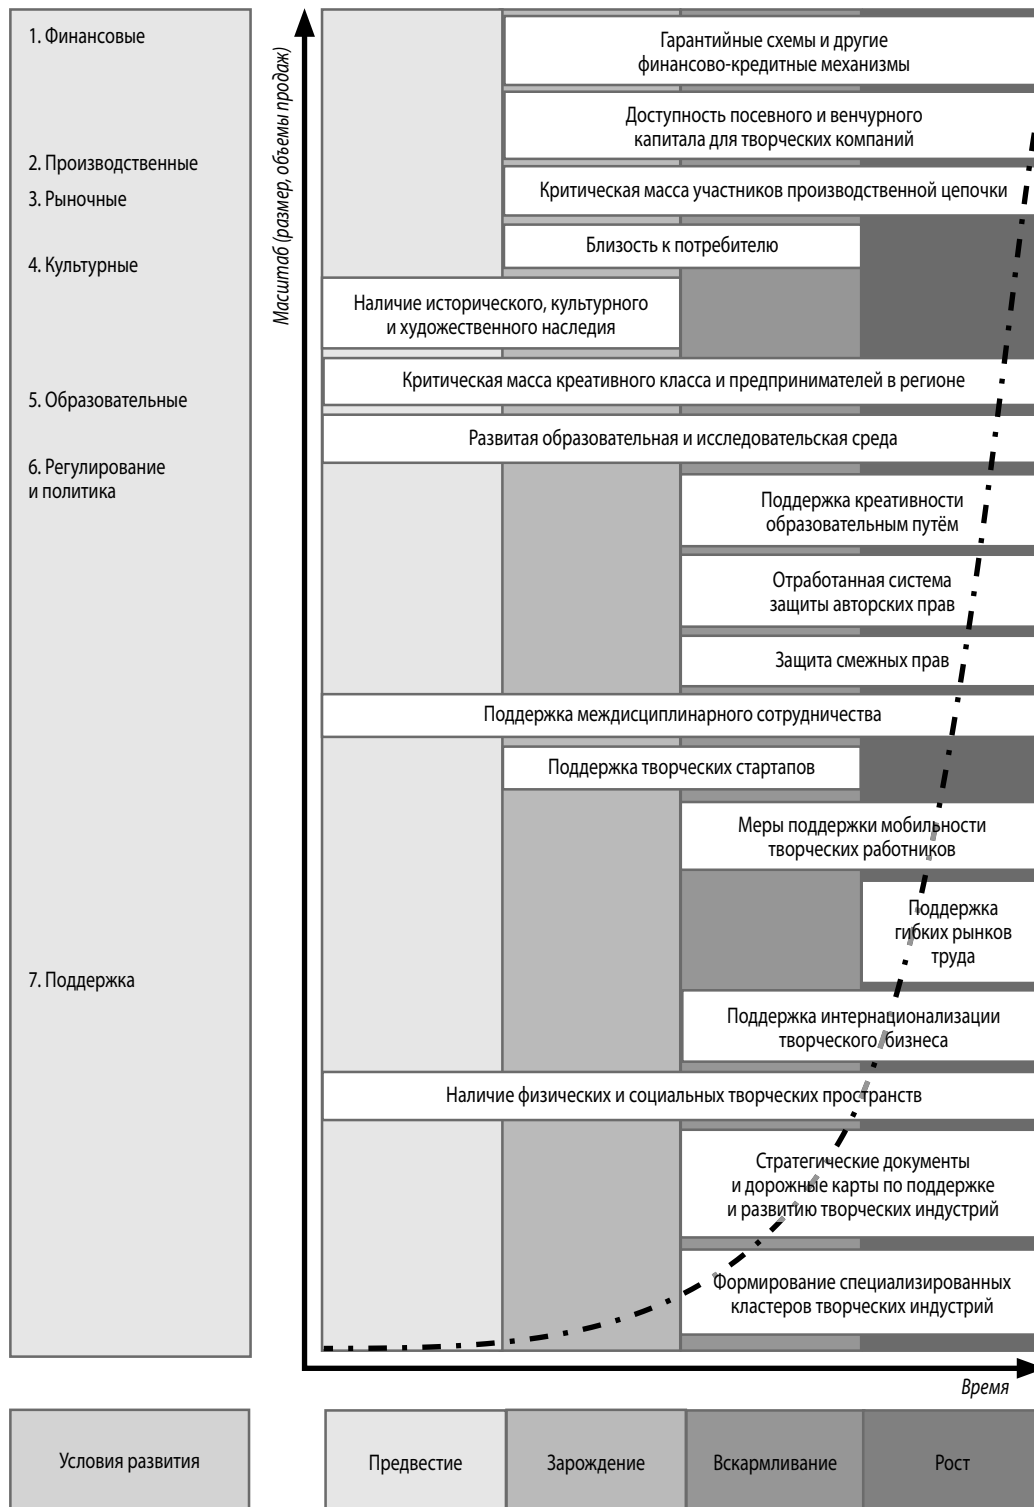 1. Финансовые
2. Производственные
3. Рыночные
4. Культурные
5. Образовательные
6. Регулирование
и политика
7. Поддержка
Масштаб (размер, объемы продаж)
Гарантийные схемы и другие
финансово-кредитные механизмы
Доступность посевного и венчурного
капитала для творческих компаний
Критическая масса участников производственной цепочки
Близость к потребителю
Наличие исторического, культурного
и художественного наследия
Критическая масса креативного класса и предпринимателей в регионе
Развитая образовательная и исследовательская среда
Поддержка креативности
образовательным путём
Отработанная система
защиты авторских прав
Защита смежных прав
Поддержка междисциплинарного сотрудничества
Поддержка творческих стартапов
Меры поддержки мобильности
творческих работников
Поддержка
гибких рынков
труда
Поддержка интернационализации
творческого бизнеса
Наличие физических и социальных творческих пространств
Стратегические документы
и дорожные карты по поддержке
и развитию творческих индустрий
Формирование специализированных
кластеров творческих индустрий
Время
Условия развития
Предвестие
Зарождение
Вскармливание
Рост